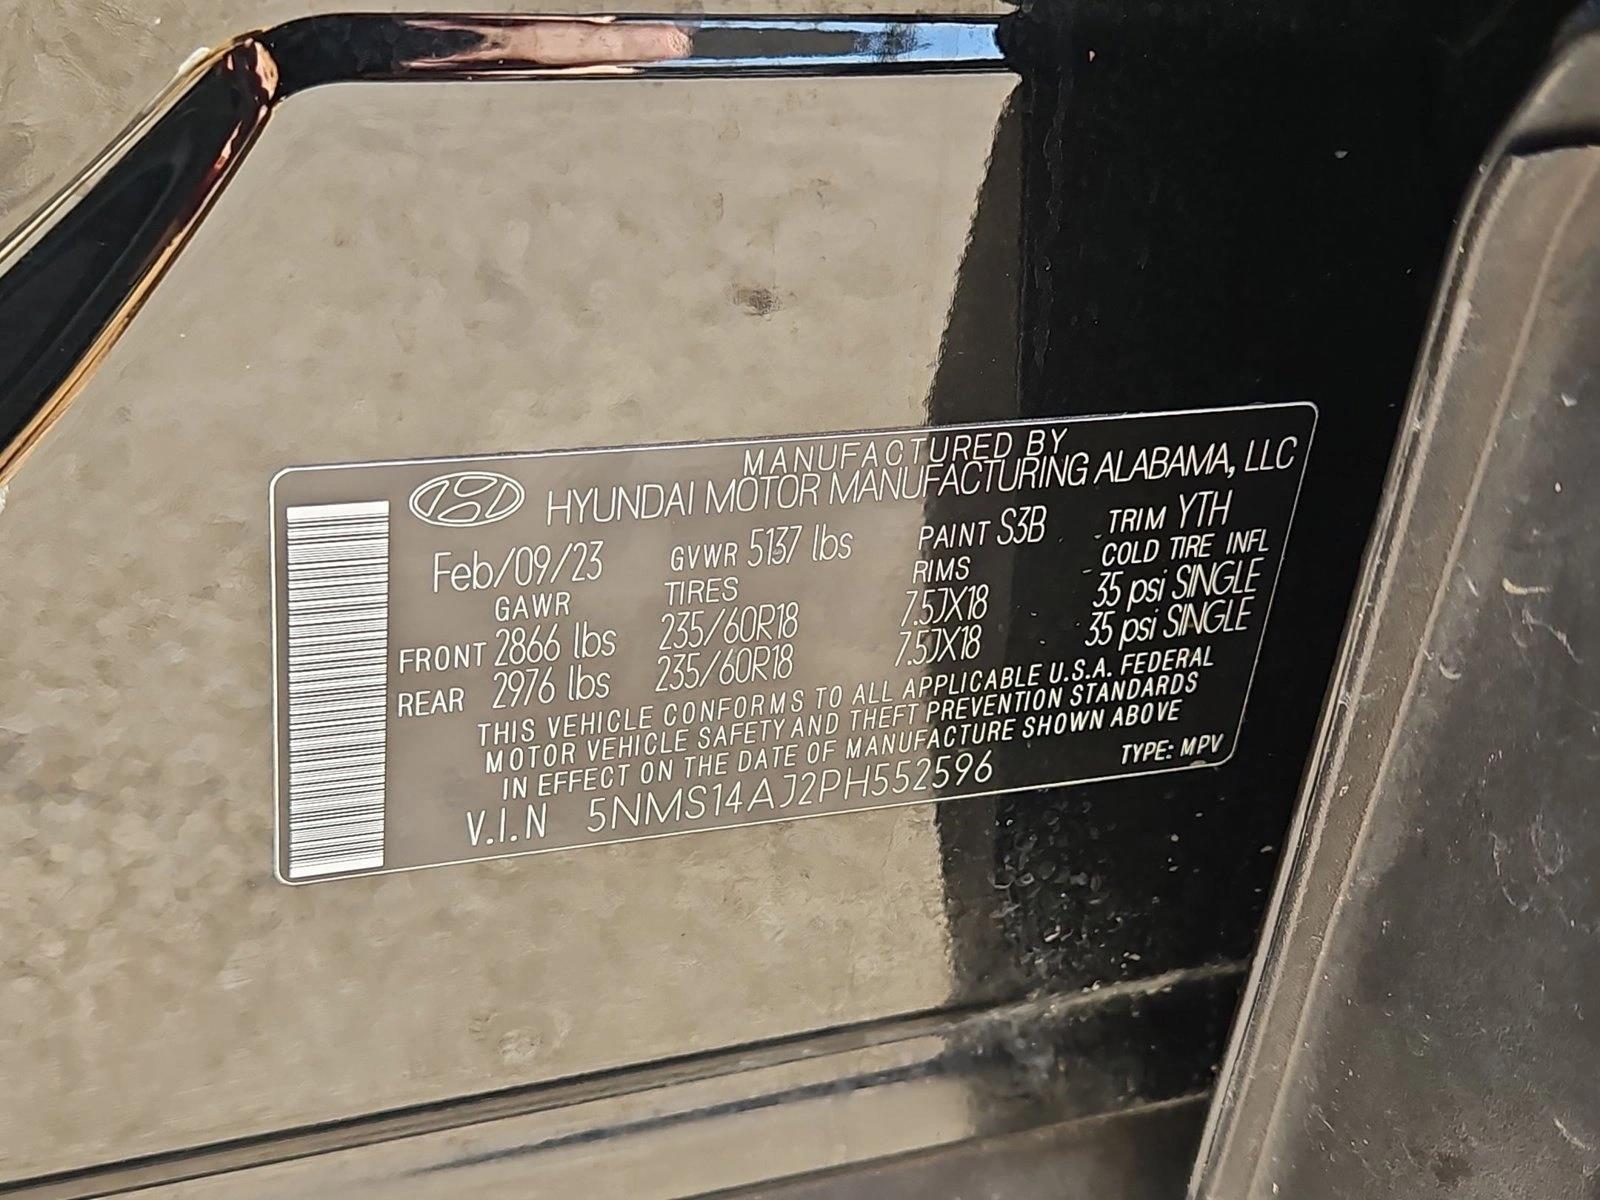 MANUFACTURED BY
HYUNDAI MOTOR MANUFACTURING ALABAMA, LLC
Feb/09/23 GVWR 5137 lbs PAINT S3B TRIM YTH
GAWR TIRES RIMS COLD TIRE INFL
FRONT 2866 lbs 235/60R18 7.5JX18 35 psi SINGLE
REAR 2976 lbs 235/60R18 7.5JX18 35 psi SINGLE
THIS VEHICLE CONFORMS TO ALL APPLICABLE U.S.A. FEDERAL
MOTOR VEHICLE SAFETY AND THEFT PREVENTION STANDARDS
IN EFFECT ON THE DATE OF MANUFACTURE SHOWN ABOVE
V.I.N 5NMS14AJ2PH552596 TYPE: MPV